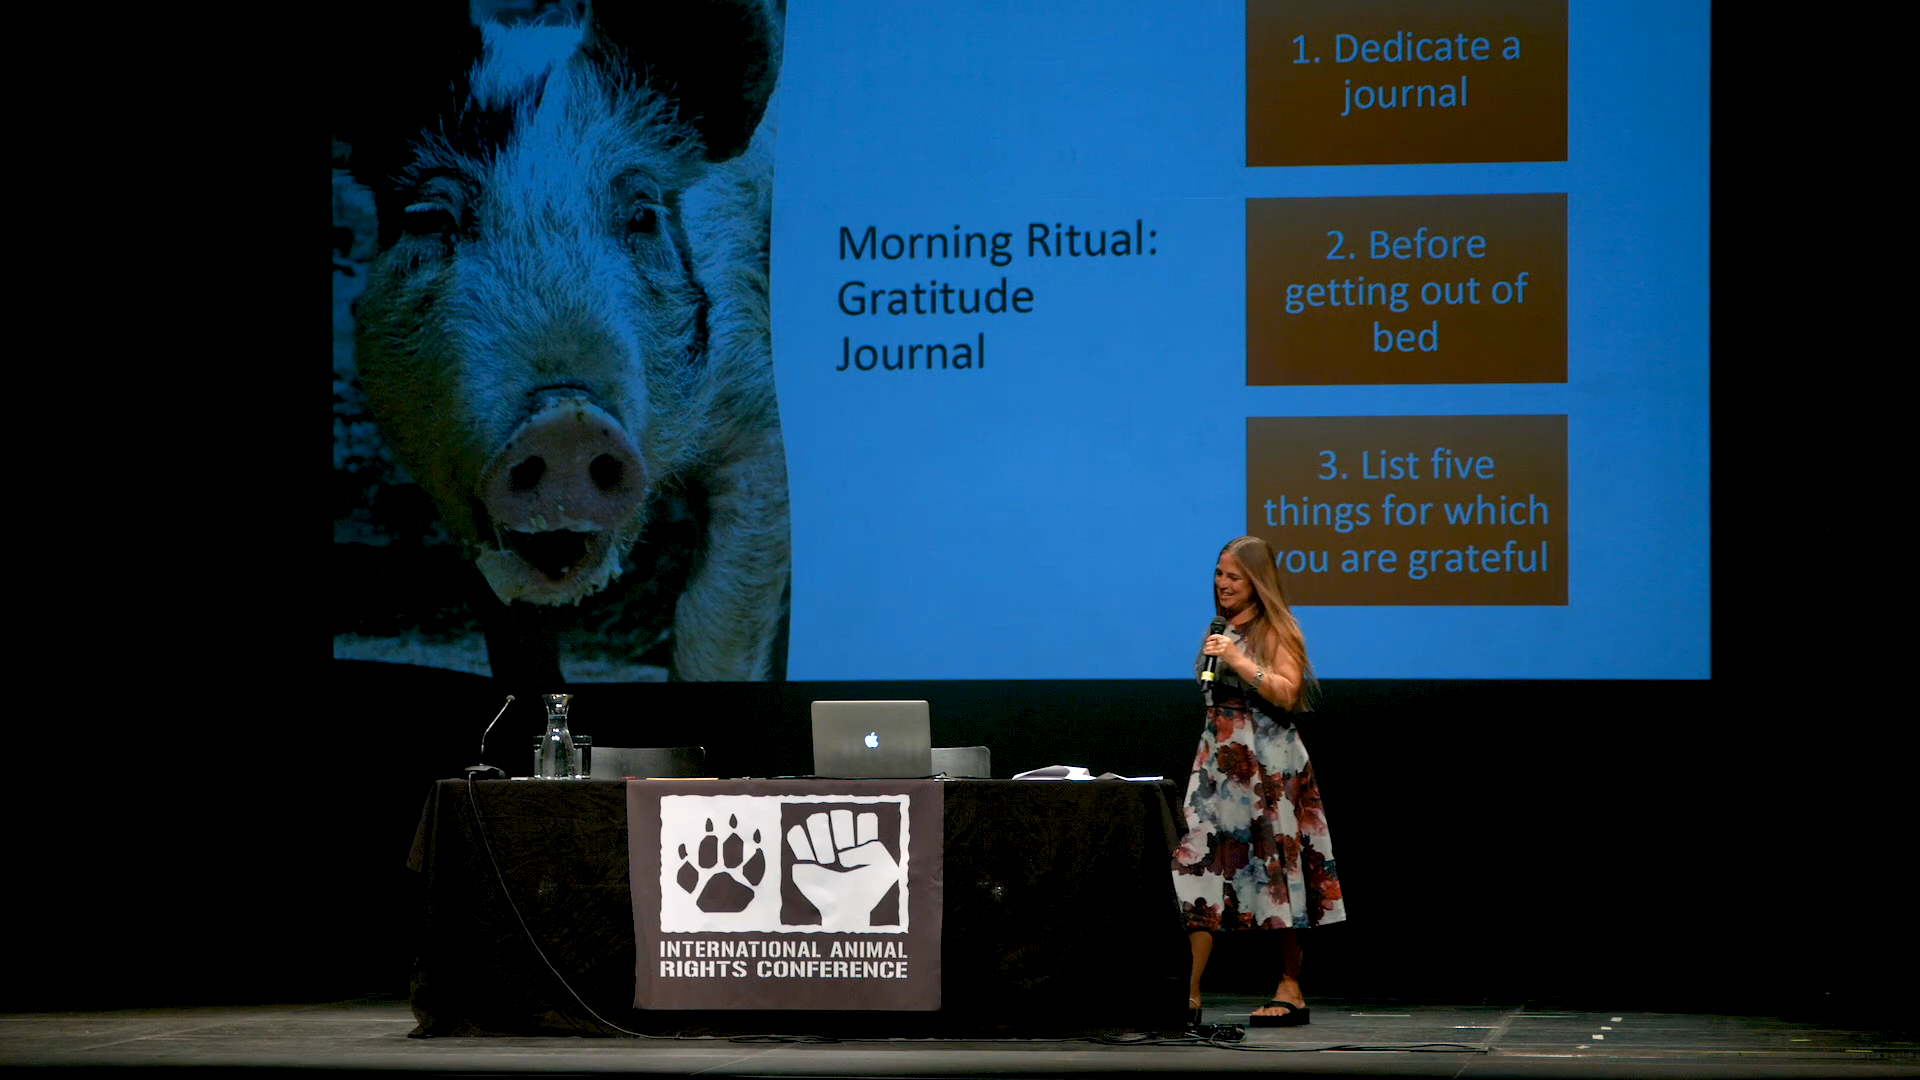 Morning Ritual:
Gratitude
Journal
1. Dedicate a
journal
2. Before
getting out of
bed
3. List five
things for which
you are grateful
INTERNATIONAL ANIMAL
RIGHTS CONFERENCE